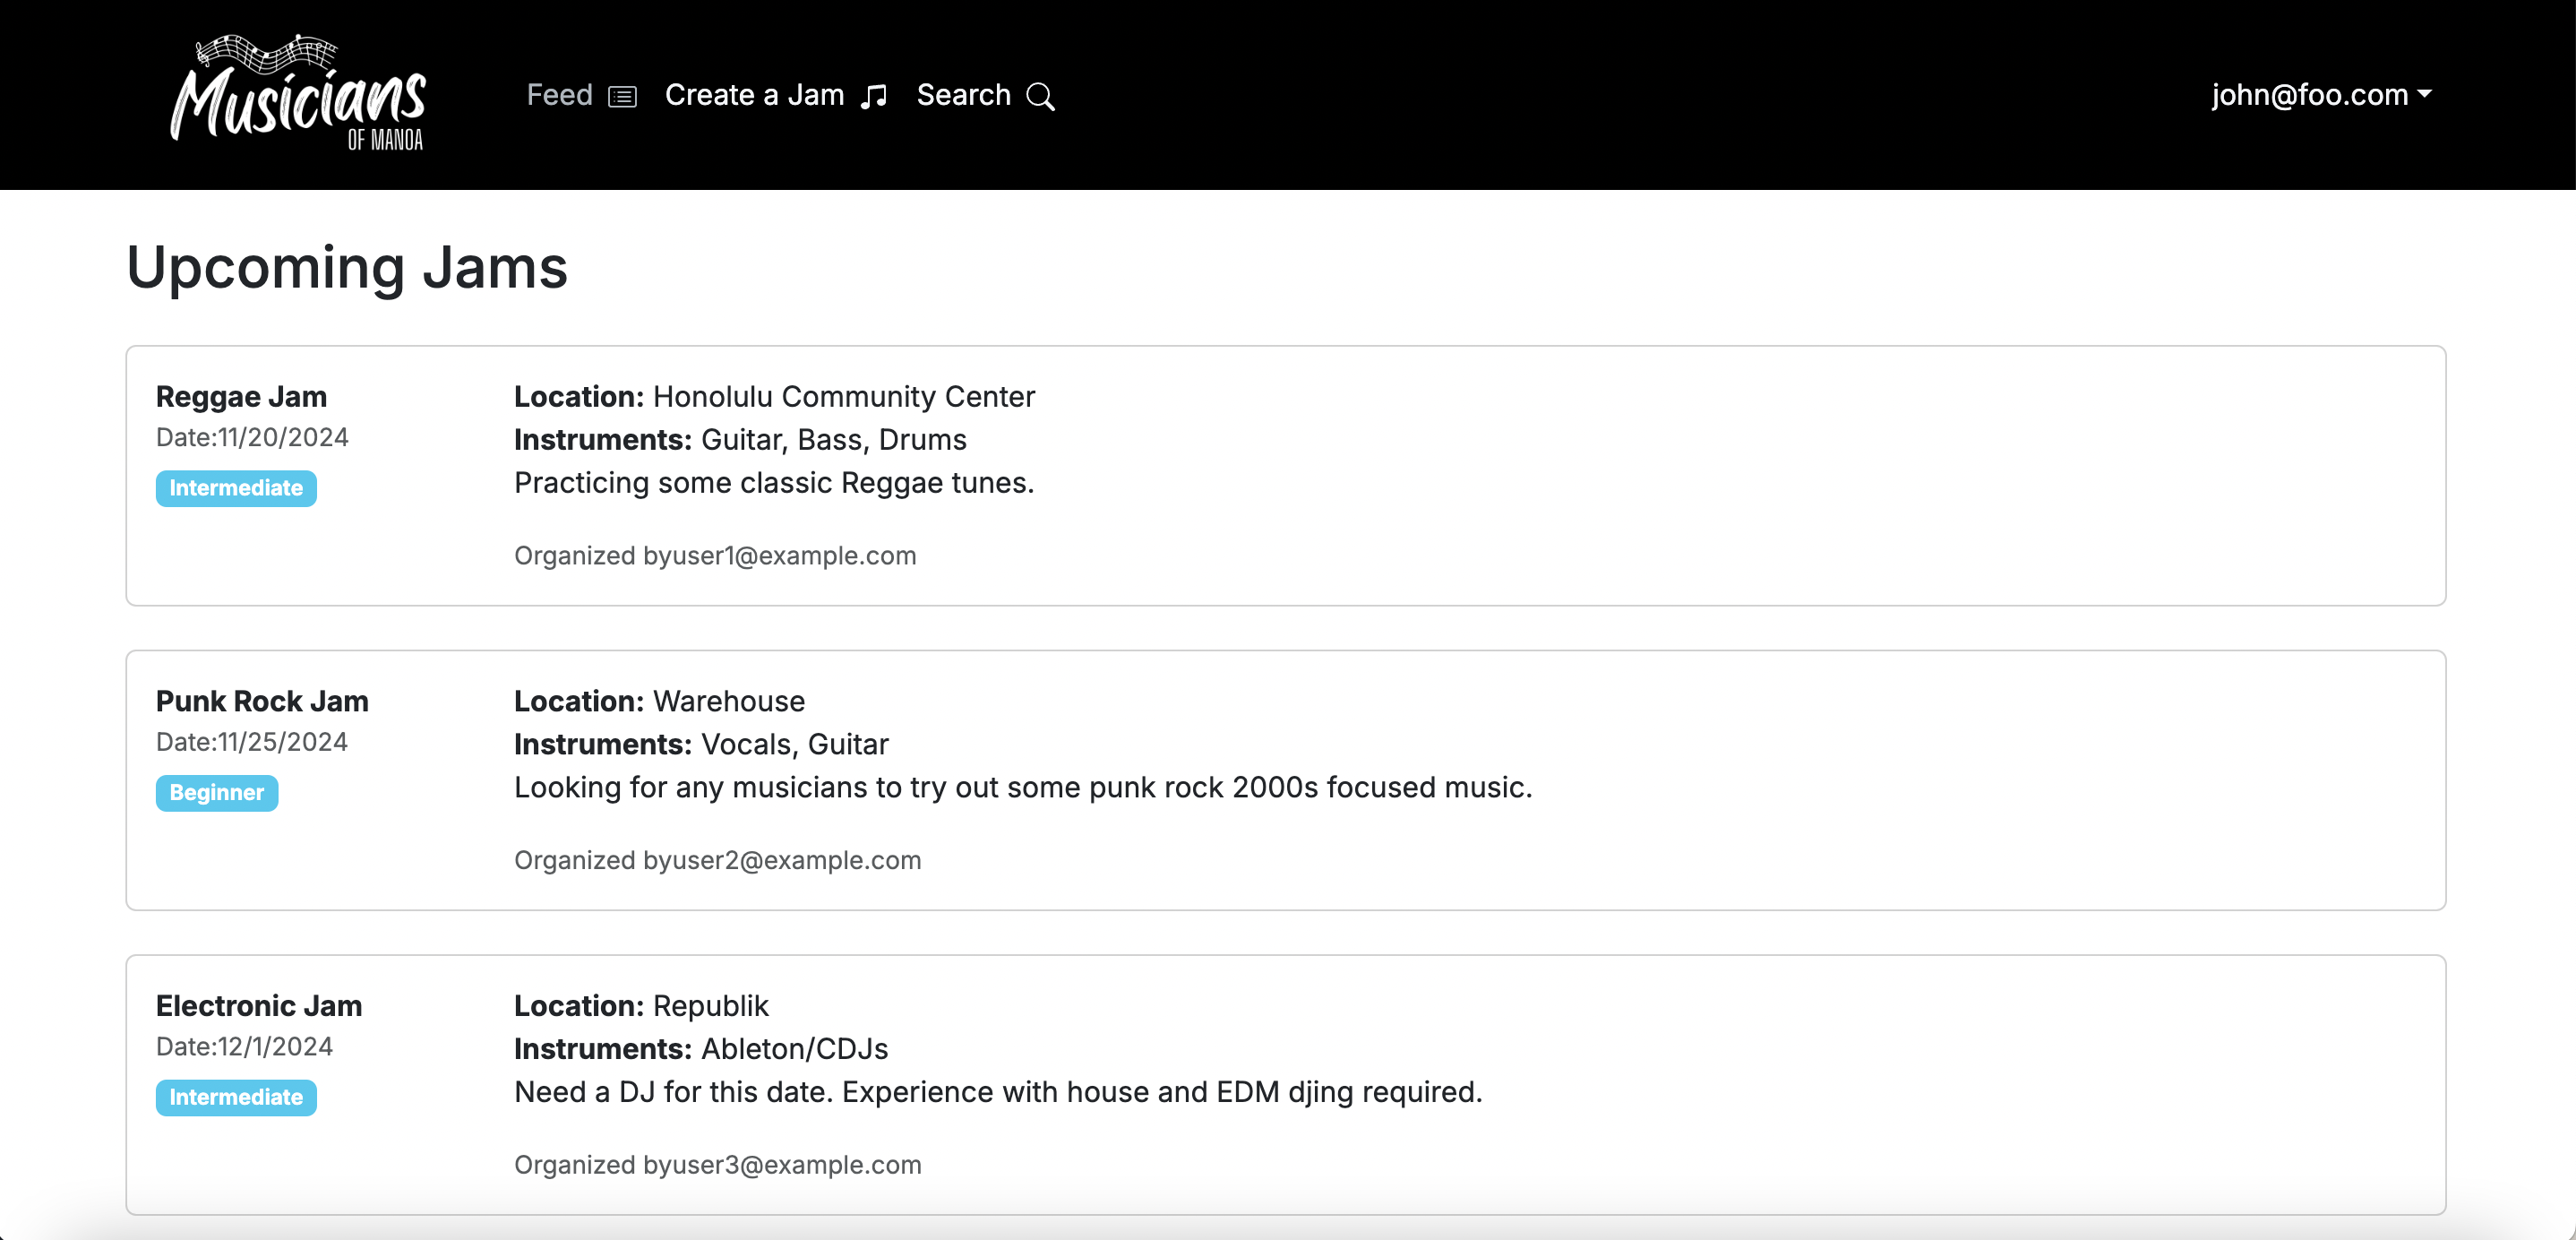 Musicians
OF MANOA
Feed Create a Jam Search
john@foo.com
Upcoming Jams
Reggae Jam
Date:11/20/2024
Intermediate
Location: Honolulu Community Center
Instruments: Guitar, Bass, Drums
Practicing some classic Reggae tunes.
Organized byuser1@example.com
Punk Rock Jam
Date:11/25/2024
Beginner
Location: Warehouse
Instruments: Vocals, Guitar
Looking for any musicians to try out some punk rock 2000s focused music.
Organized byuser2@example.com
Electronic Jam
Date:12/1/2024
Intermediate
Location: Republik
Instruments: Ableton/CDJs
Need a DJ for this date. Experience with house and EDM djing required.
Organized byuser3@example.com